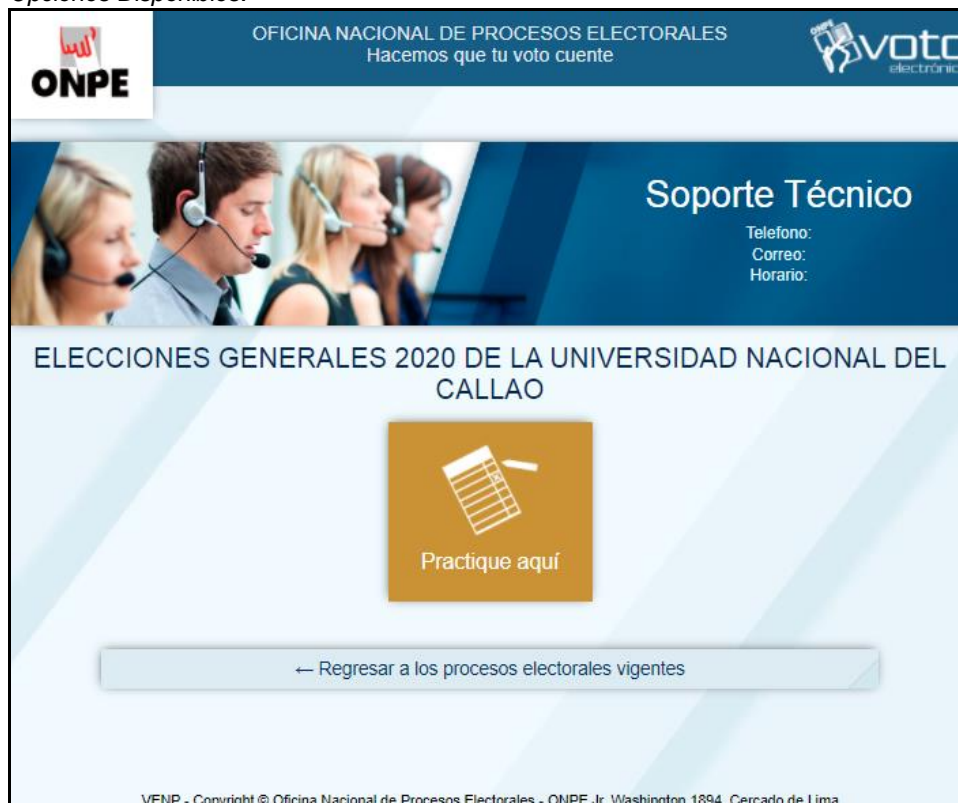 Opciones Disponibles:
OFICINA NACIONAL DE PROCESOS ELECTORALES
Hacemos que tu voto cuente
ONPE
ONPE
voto
electrónic
Soporte Técnico
Telefono:
Correo:
Horario:
ELECCIONES GENERALES 2020 DE LA UNIVERSIDAD NACIONAL DEL
CALLAO
Practique aquí
← Regresar a los procesos electorales vigentes
VENP - Copyright © Oficina Nacional de Procesos Electorales - ONPE Jr. Washington 1894, Cercado de Lima